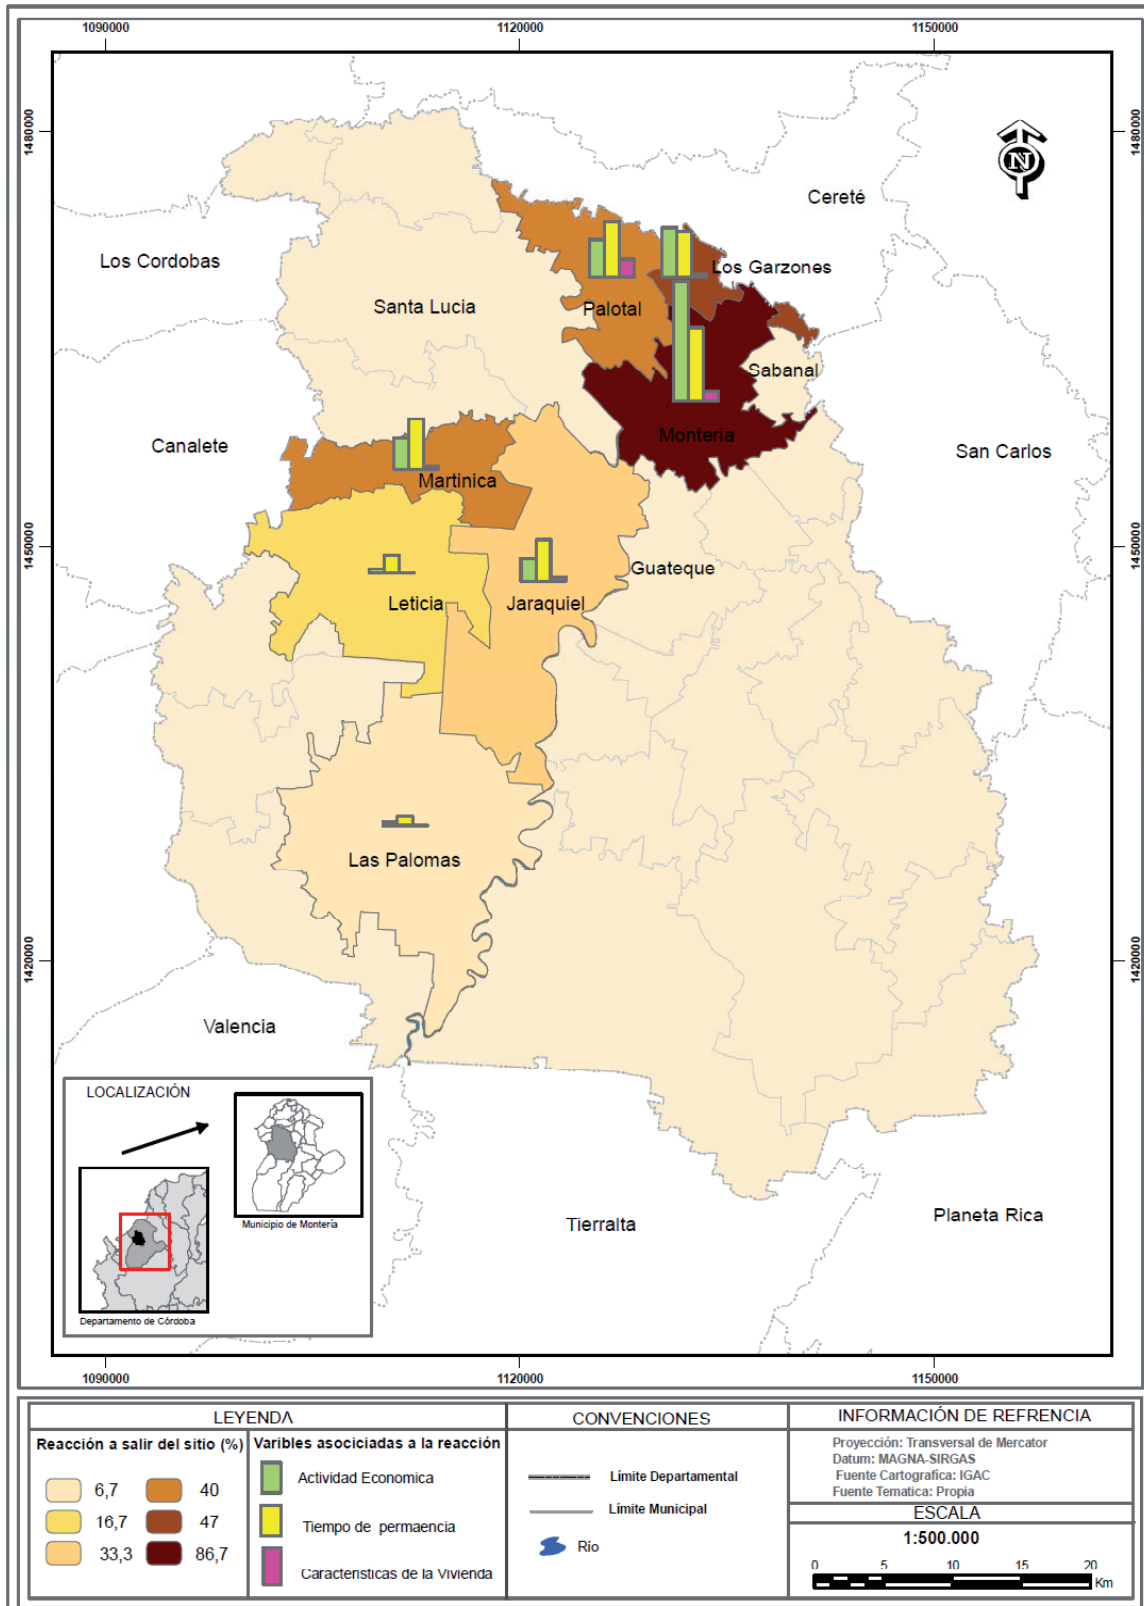 1090000
1120000
1150000
1480000
1480000
N
Cereté
Los Cordobas
Los Garzones
Santa Lucia
Palotal
Sabanal
Monteria
Canalete
San Carlos
Martinica
1450000
1450000
Guateque
Leticia
Jaraquiel
Las Palomas
1420000
1420000
Valencia
LOCALIZACIÓN
Municipio de Montería
Departamento de Córdoba
Tierralta
Planeta Rica
1090000
1120000
1150000
LEYENDA
Reacción a salir del sitio (%)
6,7
40
16,7
47
33,3
86,7
Varibles asociciadas a la reacción
Actividad Economica
Tiempo de permaencia
Caracteristicas de la Vivienda
CONVENCIONES
Límite Departamental
Límite Municipal
Río
INFORMACIÓN DE REFRENCIA
Proyección: Transversal de Mercator
Datum: MAGNA-SIRGAS
Fuente Cartografica: IGAC
Fuente Tematica: Propia
ESCALA
1:500.000
0 5 10 15 20
Km